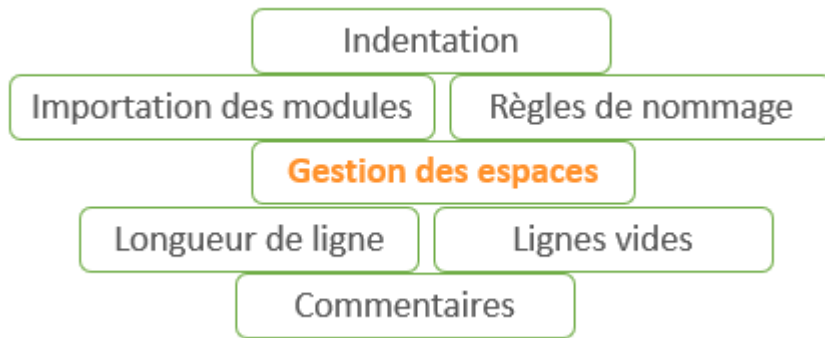 Indentation
Importation des modules
Règles de nommage
Gestion des espaces
Longueur de ligne
Lignes vides
Commentaires